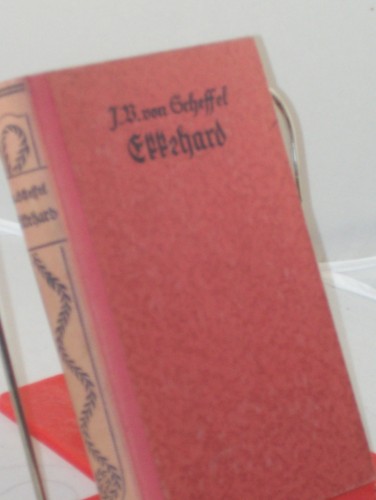 J. V. von Scheffel
Ekkehard
Scheffel
Ekkehard